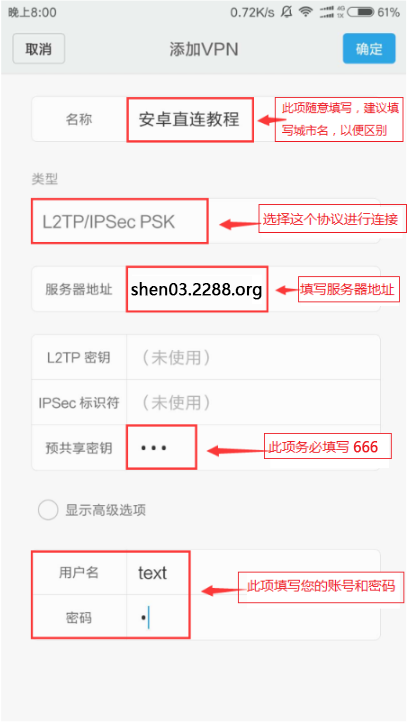 晚上8:00 0.72K/s 4G 1X 61%
取消 添加VPN 确定
名称 安卓直连教程
此项随意填写，建议填
写城市名，以便区别
类型
L2TP/IPSec PSK 选择这个协议进行连接
服务器地址 shen03.2288.org 填写服务器地址
L2TP 密钥 （未使用）
IPSec 标识符 （未使用）
预共享密钥 ••• 此项务必填写 666
显示高级选项
用户名 text
此项填写您的账号和密码
密码 •